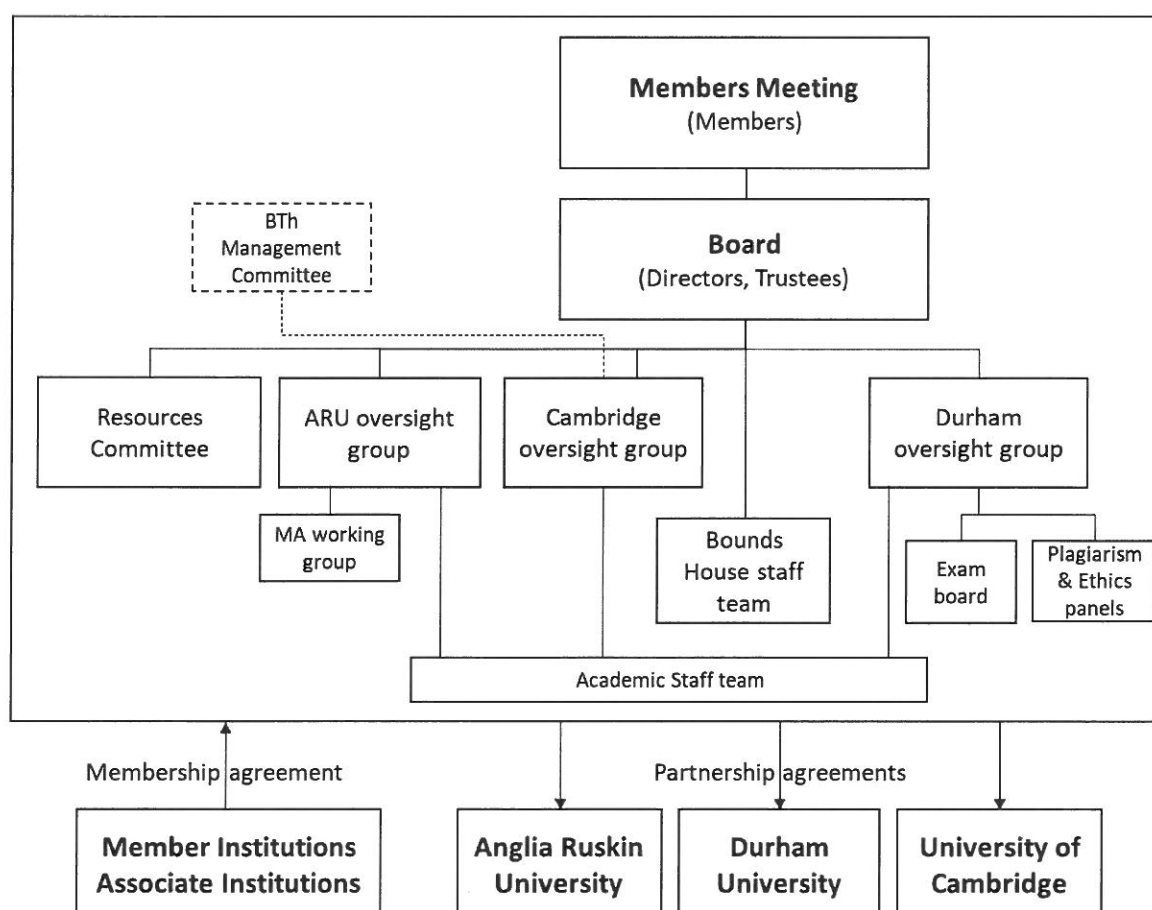 Members Meeting
(Members)
BTh
Management
Committee
Board
(Directors, Trustees)
Resources
Committee
ARU oversight
group
Cambridge
oversight group
Durham
oversight group
MA working
group
Bounds
House staff
team
Exam
board
Plagiarism
& Ethics
panels
Academic Staff team
Membership agreement
Partnership agreements
Member Institutions
Associate Institutions
Anglia Ruskin
University
Durham
University
University of
Cambridge